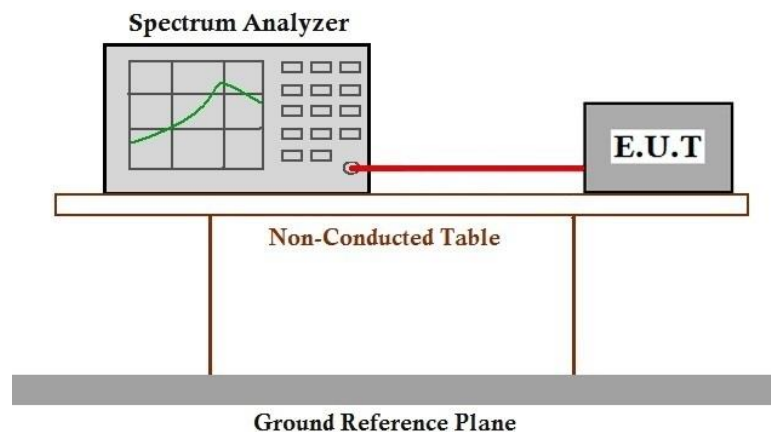 Spectrum Analyzer
E.U.T
Non-Conducted Table
Ground Reference Plane